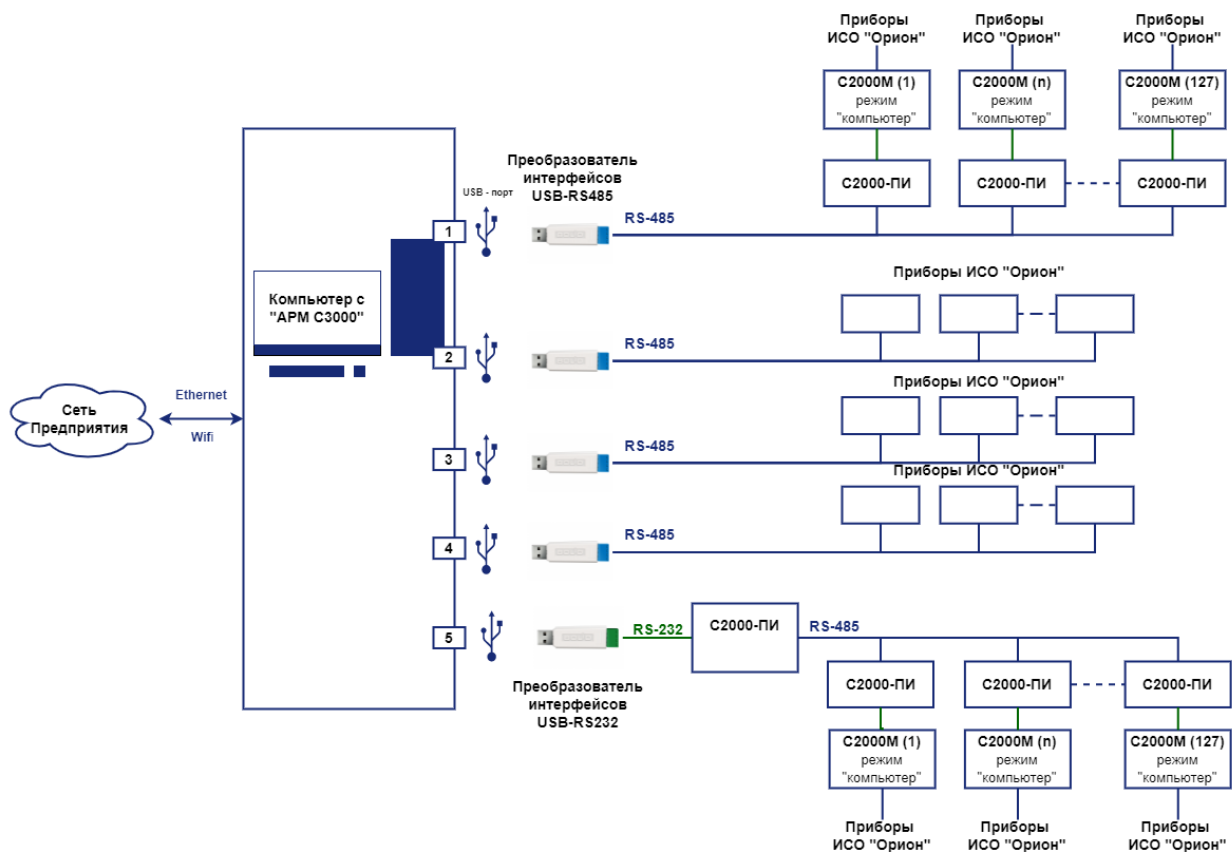 Приборы
ИСО "Орион"
Приборы
ИСО "Орион"
Приборы
ИСО "Орион"
С2000М (1)
режим
"компьютер"
С2000М (n)
режим
"компьютер"
С2000М (127)
режим
"компьютер"
С2000-ПИ
С2000-ПИ
С2000-ПИ
Преобразователь
интерфейсов
USB-RS485
USB - порт
1
RS-485
Компьютер с
"АРМ С3000"
Приборы ИСО "Орион"
2
RS-485
Ethernet
Сеть
Предприятия
Wifi
Приборы ИСО "Орион"
3
RS-485
Приборы ИСО "Орион"
4
RS-485
5
RS-232
С2000-ПИ
RS-485
Преобразователь
интерфейсов
USB-RS232
С2000-ПИ
С2000-ПИ
С2000-ПИ
С2000М (1)
режим
"компьютер"
С2000М (n)
режим
"компьютер"
С2000М (127)
режим
"компьютер"
Приборы
ИСО "Орион"
Приборы
ИСО "Орион"
Приборы
ИСО "Орион"